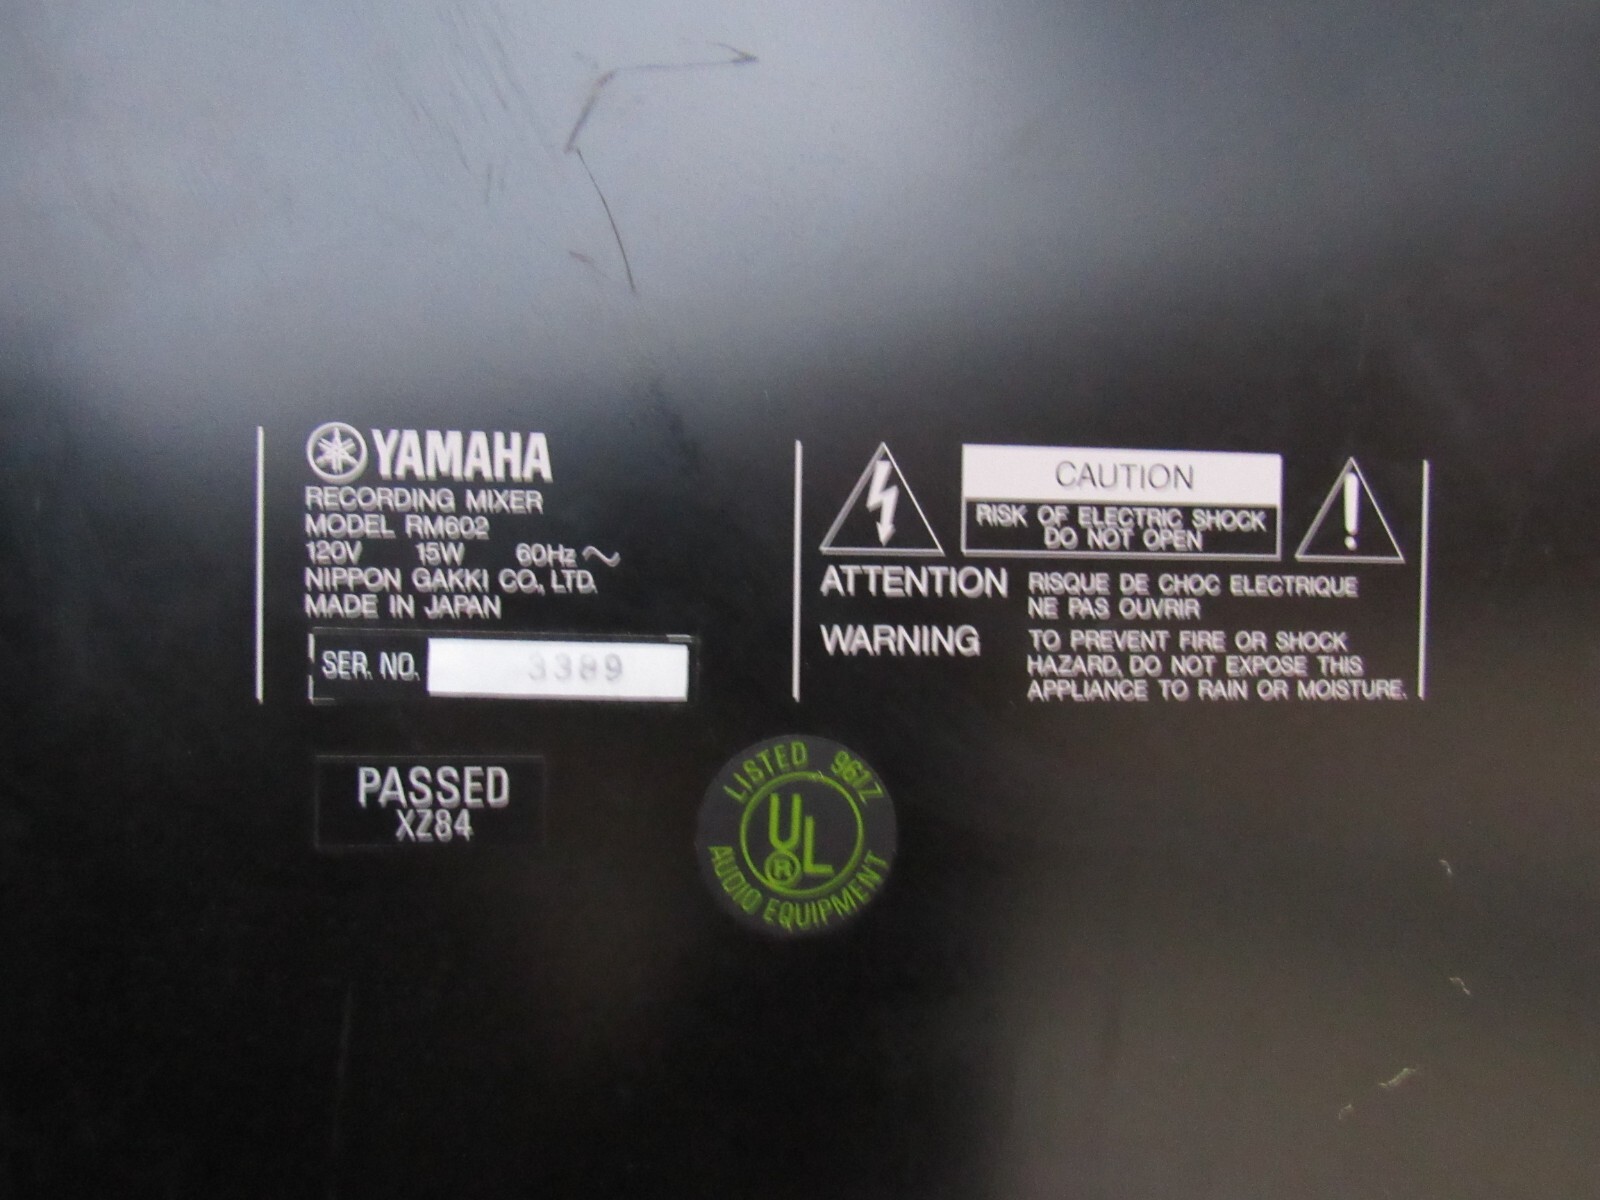 YAMAHA
RECORDING MIXER
MODEL RM602
120V 15W 60Hz ~
NIPPON GAKKI CO., LTD.
MADE IN JAPAN
SER. NO. 3389
PASSED
XZ84
CAUTION
RISK OF ELECTRIC SHOCK
DO NOT OPEN
!
ATTENTION RISQUE DE CHOC ELECTRIQUE
NE PAS OUVRIR
WARNING TO PREVENT FIRE OR SHOCK
HAZARD, DO NOT EXPOSE THIS
APPLIANCE TO RAIN OR MOISTURE.
LISTED 967Z
UL
®
AUDIO EQUIPMENT